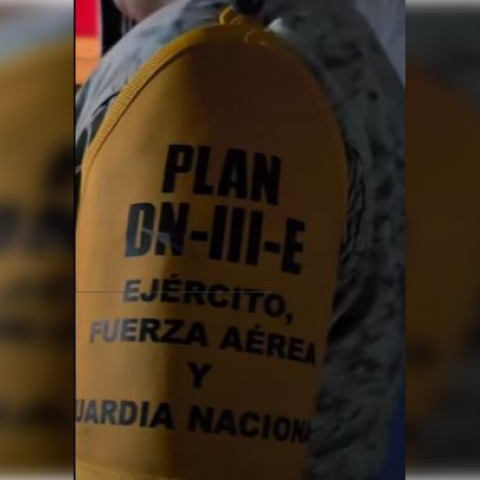 PLAN
DN-III-E
EJÉRCITO,
FUERZA AÉREA
Y
UARDIA NACIONA